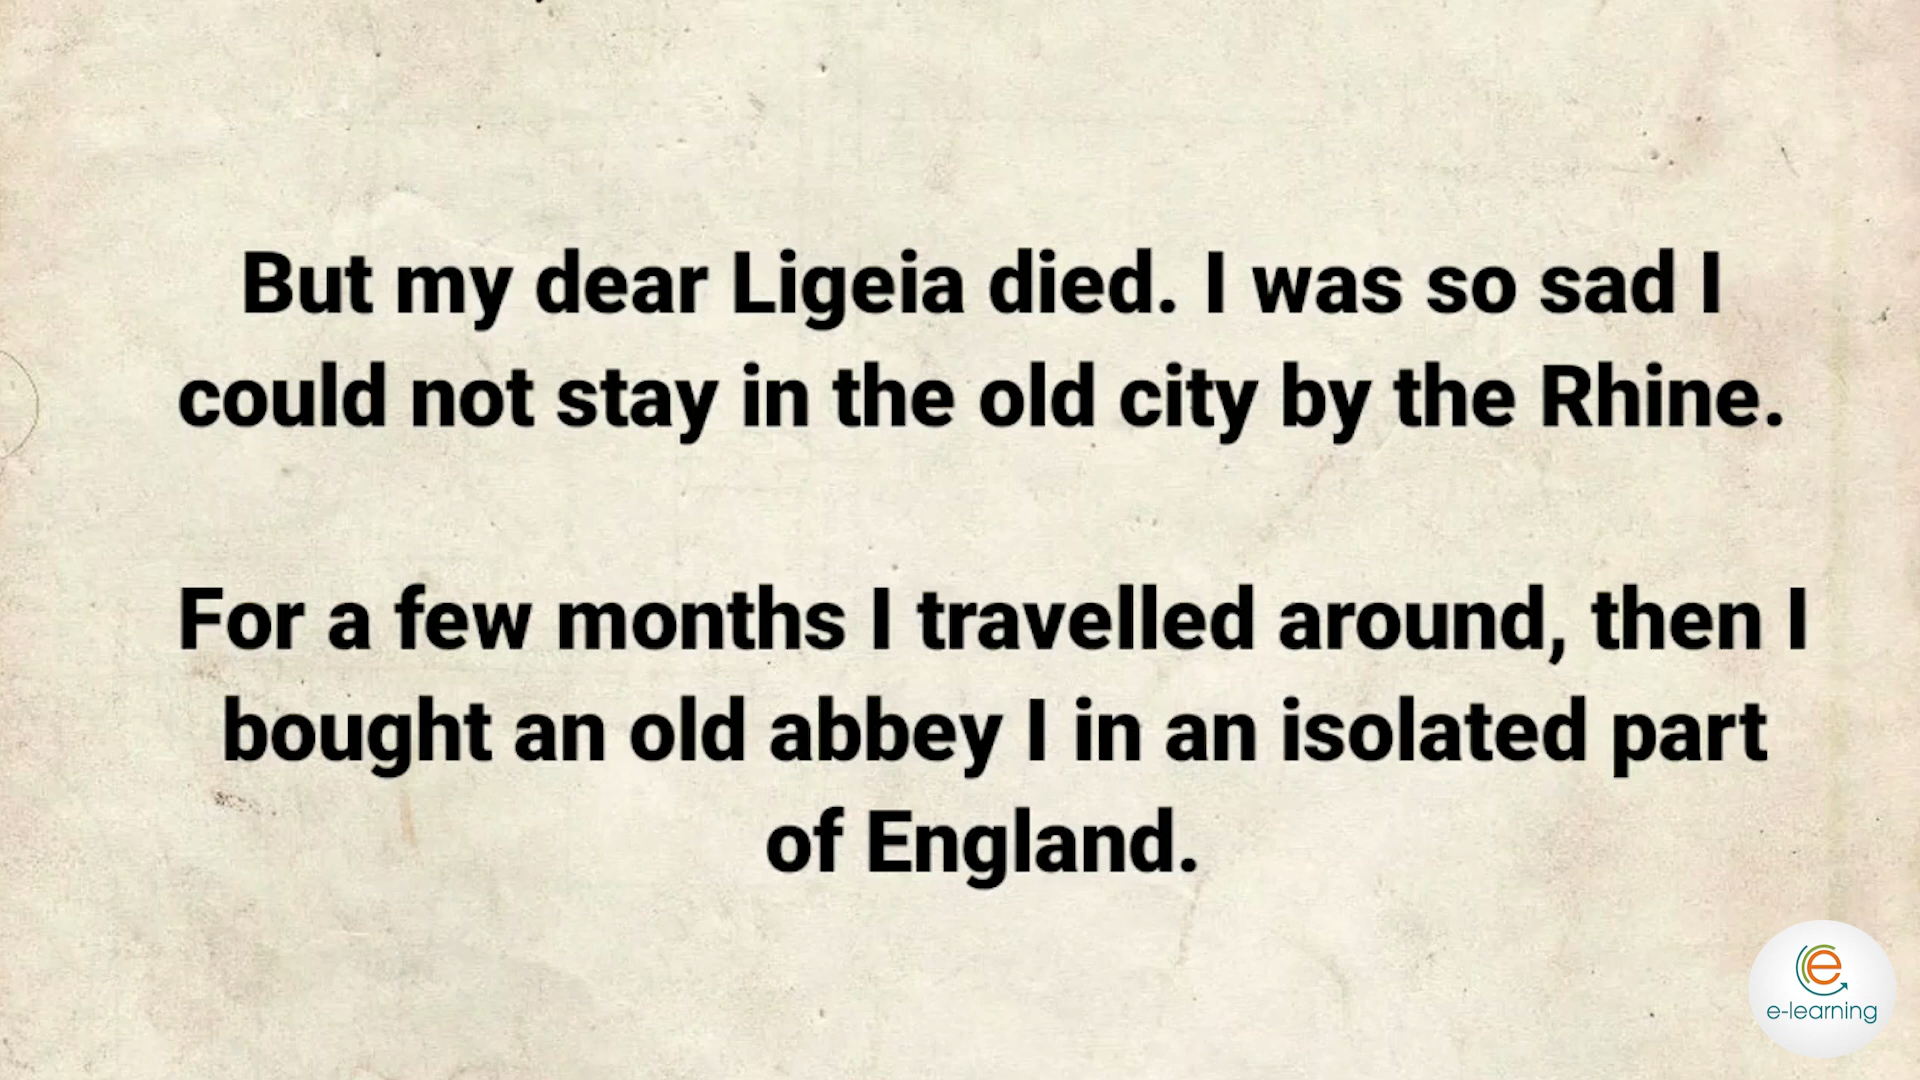 But my dear Ligeia died. I was so sad I
could not stay in the old city by the Rhine.
For a few months I travelled around, then I
bought an old abbey I in an isolated part
of England.
e
e-learning